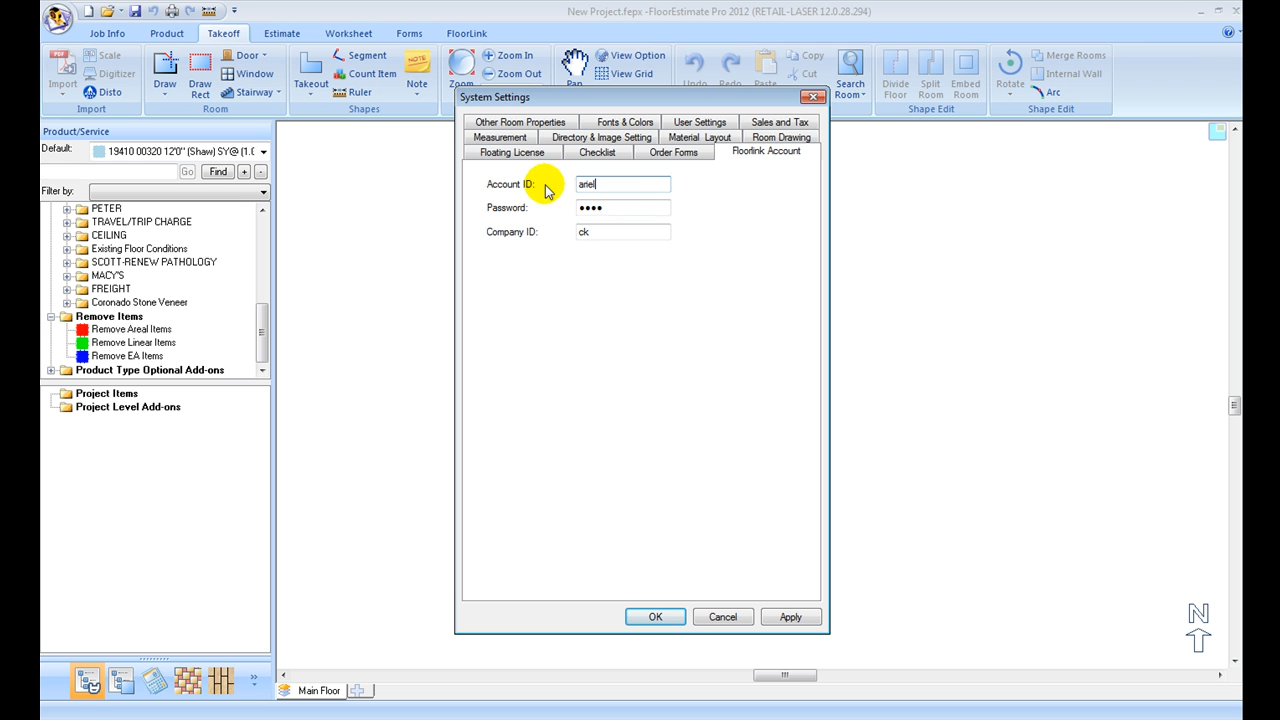 New Project.fepx - FloorEstimate Pro 2012 (RETAIL-LASER 12.0.28.294)
Job Info Product Takeoff Estimate Worksheet Forms FloorLink
Import Scale Digitizer Disto
Import
Draw Draw Rect Door Window Stairway
Room
Takeout Segment Count Item Ruler Note
Shapes
Zoom Zoom In Zoom Out
Pan View Option View Grid
Undo Redo Paste Copy Cut
Search Room
Divide Floor Split Room Embed Room
Shape Edit
Rotate Merge Rooms Internal Wall Arc
Shape Edit
Product/Service
Default: 19410 00320 12'0" (Shaw) SY@ (1.(
Go Find + -
Filter by:
PETER
TRAVEL/TRIP CHARGE
CEILING
Existing Floor Conditions
SCOTT-RENEW PATHOLOGY
MACY'S
FREIGHT
Coronado Stone Veneer
Remove Items
Remove Areal Items
Remove Linear Items
Remove EA Items
Product Type Optional Add-ons
Project Items
Project Level Add-ons
System Settings
Other Room Properties Fonts & Colors User Settings Sales and Tax
Measurement Directory & Image Setting Material Layout Room Drawing
Floating License Checklist Order Forms Floorlink Account
Account ID: ariel
Password: ••••
Company ID: ck
OK Cancel Apply
N
Main Floor